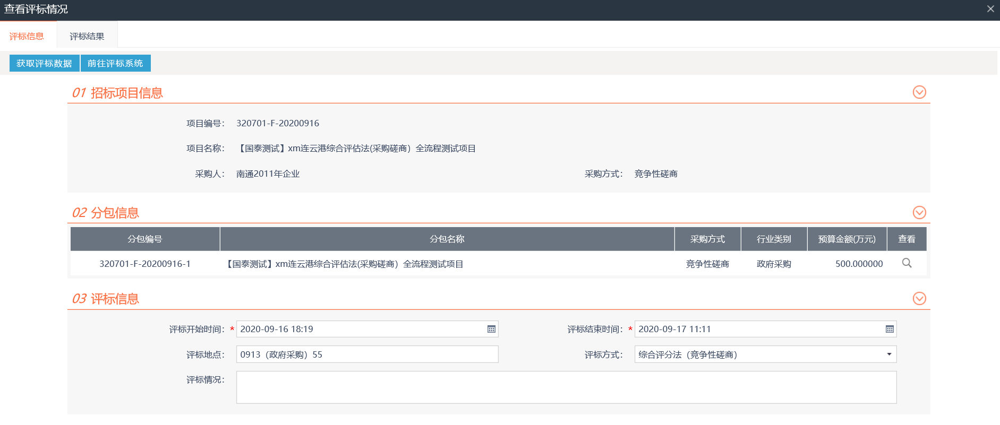 查看评标情况
评标信息 评标结果
获取评标数据 前往评标系统
01 招标项目信息
项目编号： 320701-F-20200916
项目名称： 【国泰测试】xm连云港综合评估法(采购磋商）全流程测试项目
采购人： 南通2011年企业 采购方式： 竞争性磋商
02 分包信息
分包编号 分包名称 采购方式 行业类别 预算金额(万元) 查看
320701-F-20200916-1 【国泰测试】xm连云港综合评估法(采购磋商）全流程测试项目 竞争性磋商 政府采购 500.000000
03 评标信息
评标开始时间：* 2020-09-16 18:19 评标结束时间：* 2020-09-17 11:11
评标地点： 0913（政府采购）55 评标方式： 综合评分法（竞争性磋商）
评标情况：